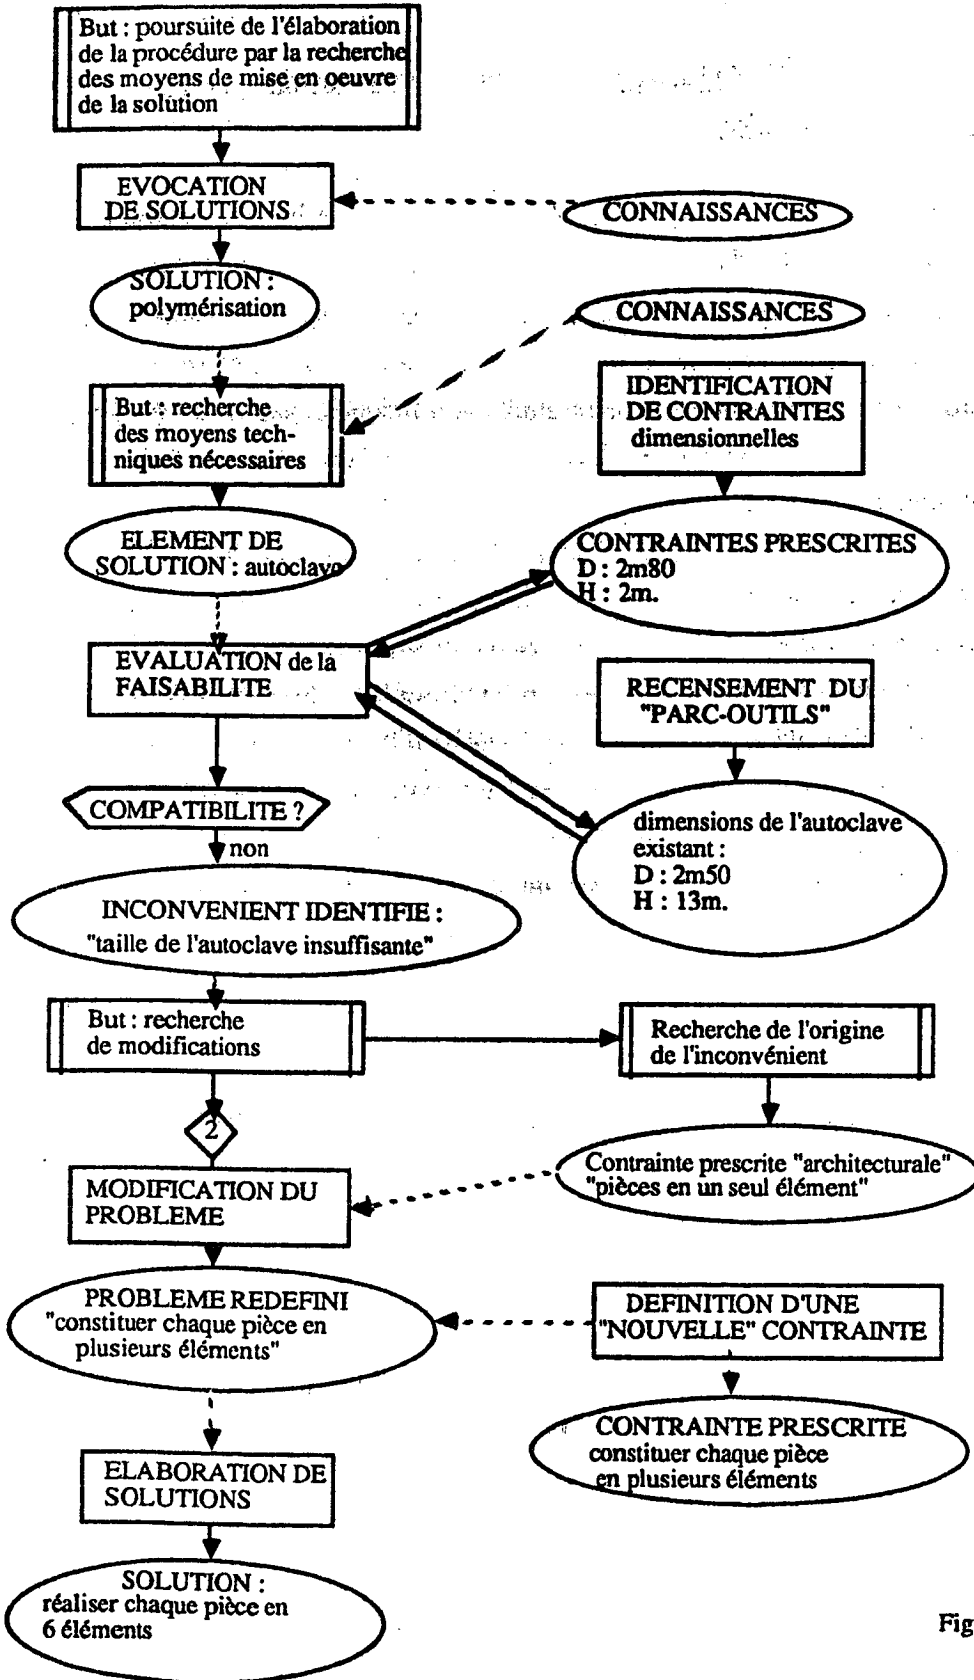 But : poursuite de l'élaboration
de la procédure par la recherche
des moyens de mise en oeuvre
de la solution
EVOCATION
DE SOLUTIONS
CONNAISSANCES
SOLUTION :
polymérisation
CONNAISSANCES
But : recherche
des moyens tech-
niques nécessaires
IDENTIFICATION
DE CONTRAINTES
dimensionnelles
ELEMENT DE
SOLUTION : autoclave
CONTRAINTES PRESCRITES
D : 2m80
H : 2m.
EVALUATION de la
FAISABILITE
RECENSEMENT DU
"PARC-OUTILS"
COMPATIBILITE ?
non
dimensions de l'autoclave
existant :
D : 2m50
H : 13m.
INCONVENIENT IDENTIFIE :
"taille de l'autoclave insuffisante"
But : recherche
de modifications
Recherche de l'origine
de l'inconvénient
2
Contrainte prescrite "architecturale"
"pièces en un seul élément"
MODIFICATION DU
PROBLEME
PROBLEME REDEFINI
"constituer chaque pièce en
plusieurs éléments"
DEFINITION D'UNE
"NOUVELLE" CONTRAINTE
CONTRAINTE PRESCRITE
constituer chaque pièce
en plusieurs éléments
ELABORATION DE
SOLUTIONS
SOLUTION :
réaliser chaque pièce en
6 éléments
Fig